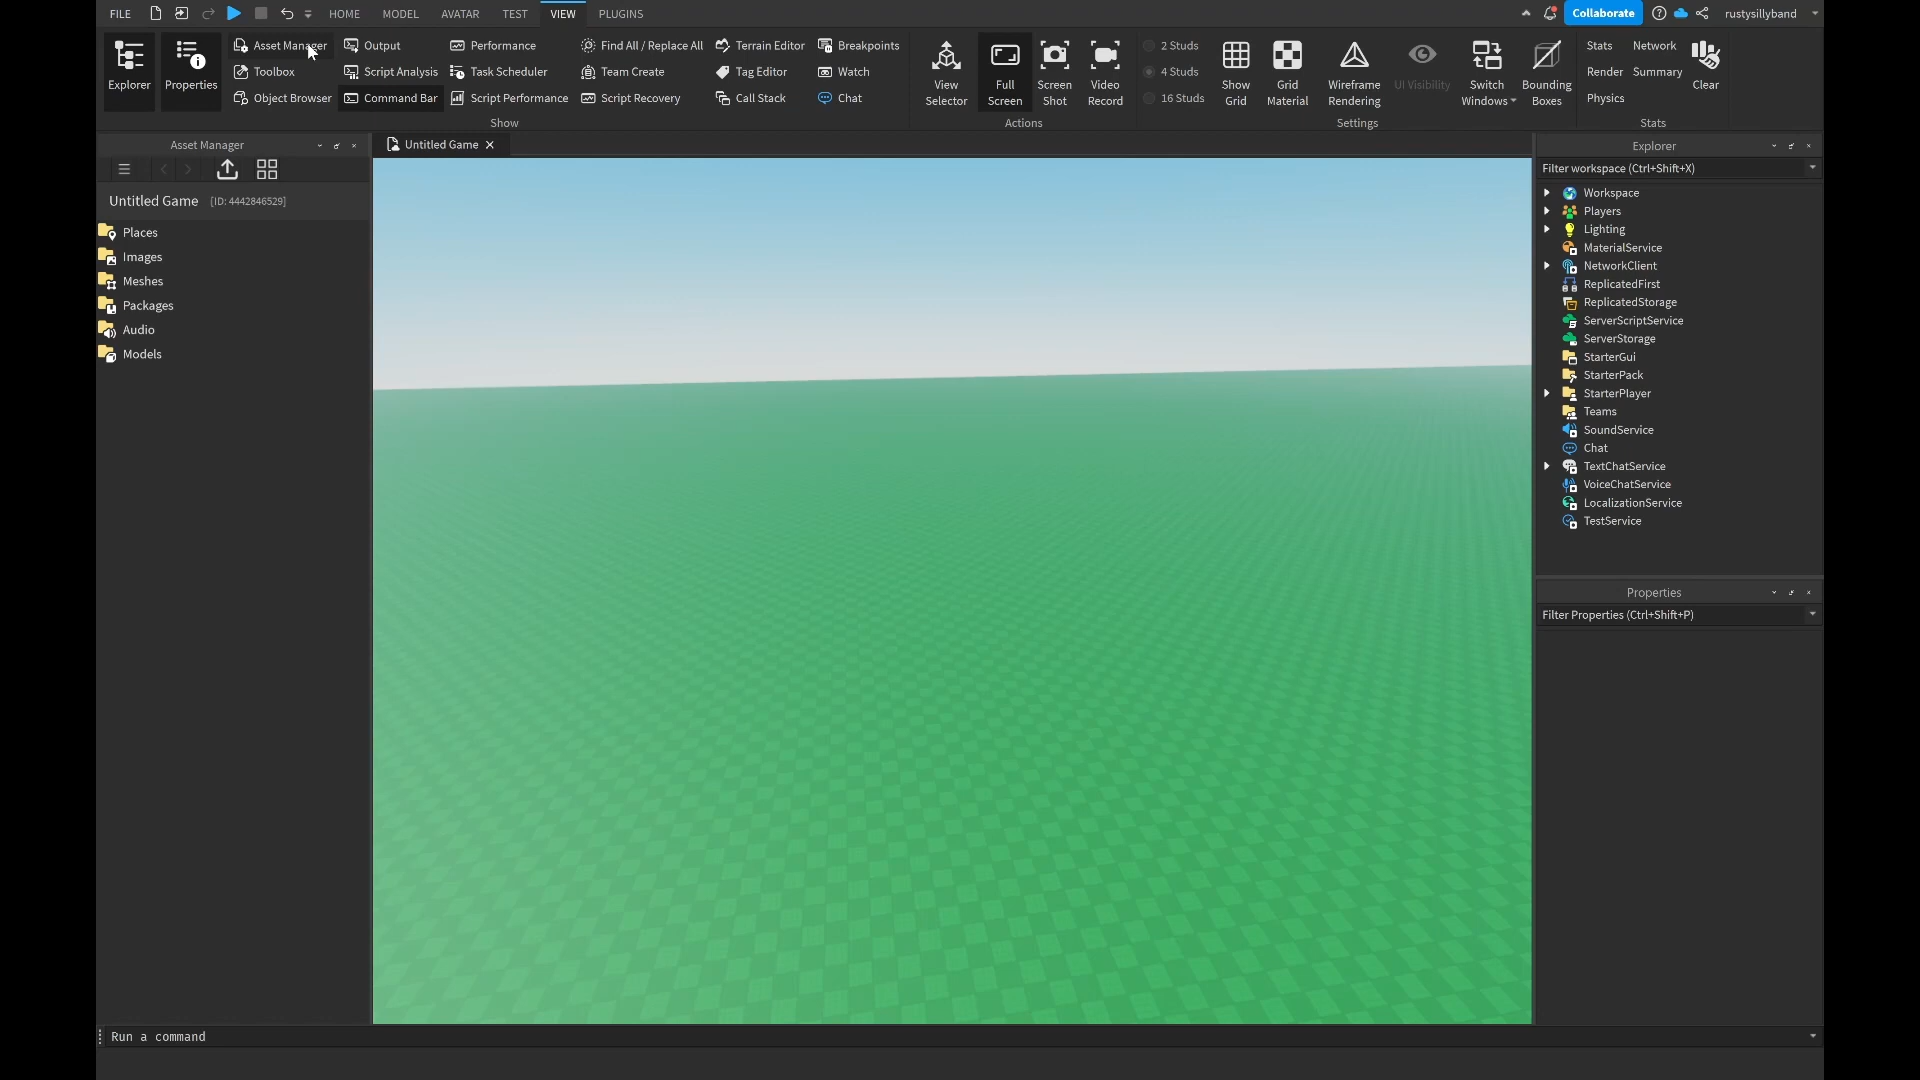 FILE HOME MODEL AVATAR TEST VIEW PLUGINS Collaborate rustysillyband
Explorer
Properties
Asset Manager
Toolbox
Object Browser
Output
Script Analysis
Command Bar
Performance
Task Scheduler
Script Performance
Find All / Replace All
Team Create
Script Recovery
Terrain Editor
Tag Editor
Call Stack
Breakpoints
Watch
Chat
Show
View
Selector
Full
Screen
Screen
Shot
Video
Record
Actions
2 Studs
4 Studs
16 Studs
Show
Grid
Grid
Material
Wireframe
Rendering
UI Visibility
Switch
Windows
Bounding
Boxes
Settings
Stats
Render
Physics
Network
Summary
Clear
Stats
Asset Manager
Untitled Game [ID: 4442846529]
Places
Images
Meshes
Packages
Audio
Models
Untitled Game
Explorer
Filter workspace (Ctrl+Shift+X)
Workspace
Players
Lighting
MaterialService
NetworkClient
ReplicatedFirst
ReplicatedStorage
ServerScriptService
ServerStorage
StarterGui
StarterPack
StarterPlayer
Teams
SoundService
Chat
TextChatService
VoiceChatService
LocalizationService
TestService
Properties
Filter Properties (Ctrl+Shift+P)
Run a command